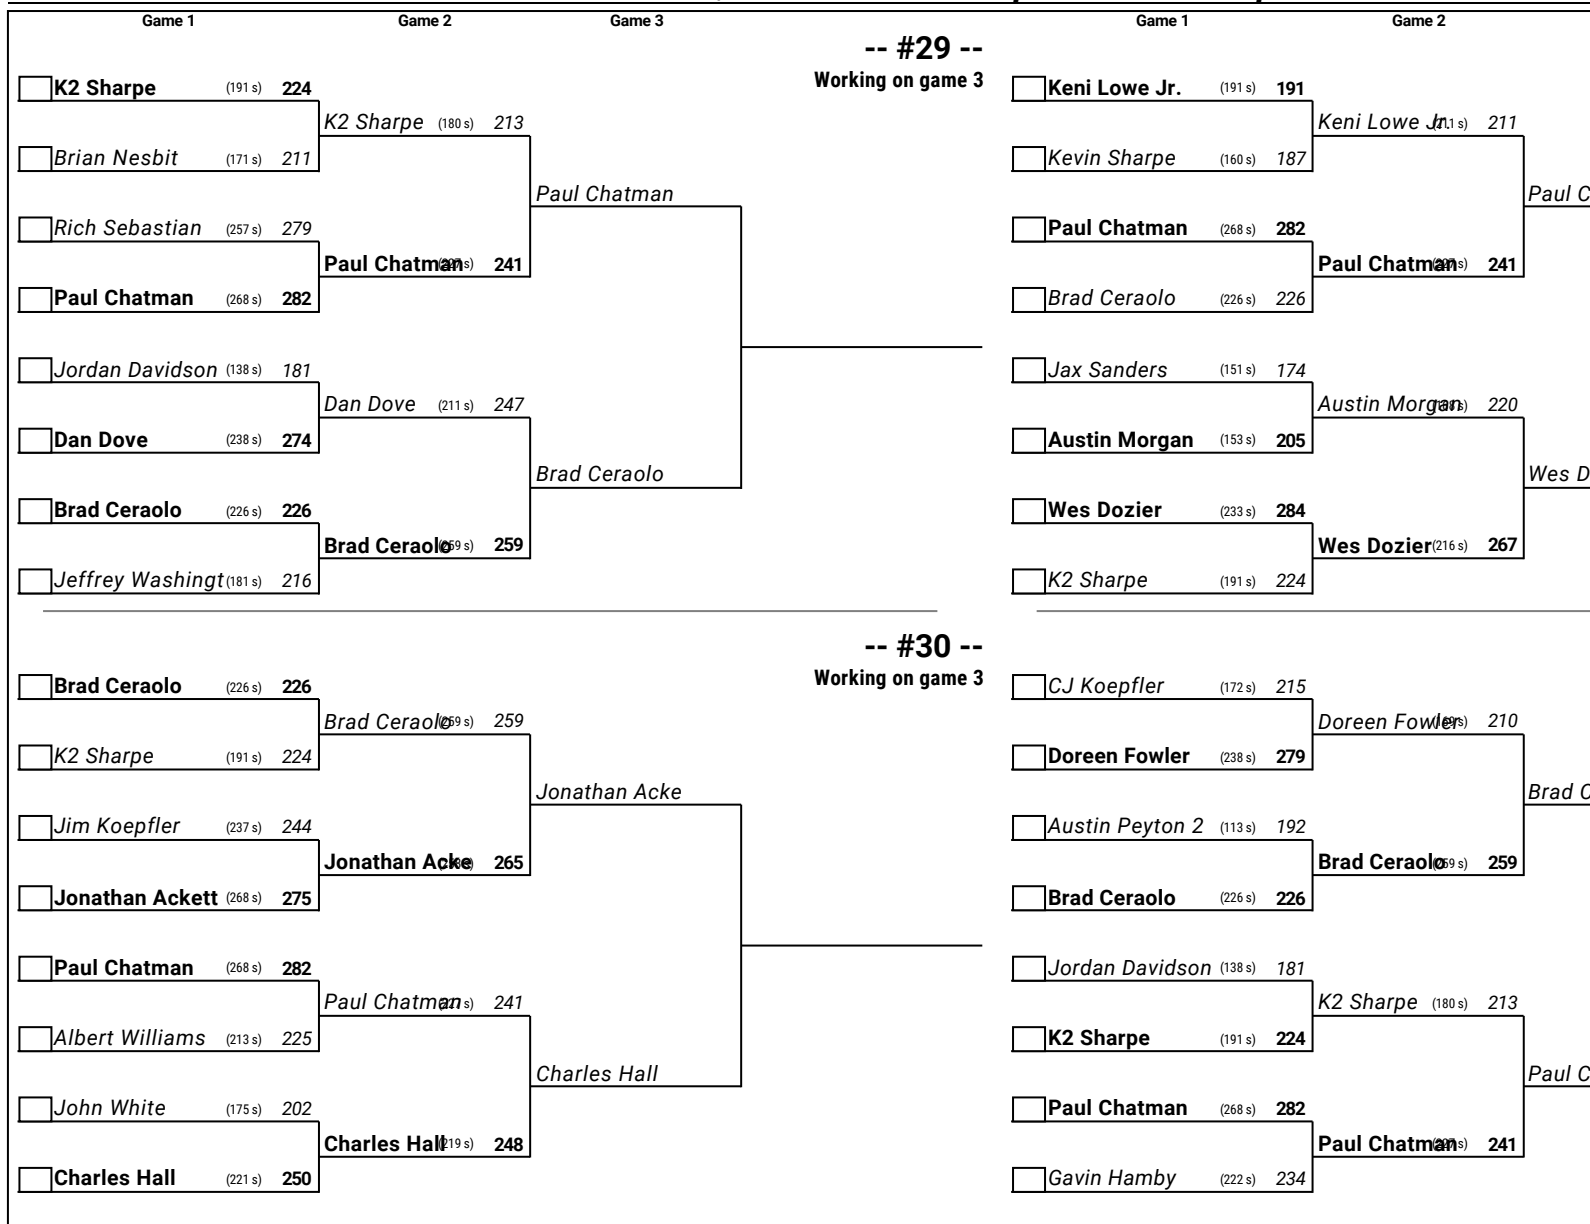 Game 1 Game 2 Game 3 Game 1 Game 2
-- #29 --
Working on game 3
K2 Sharpe (191 s) 224
K2 Sharpe (180 s) 213
Brian Nesbit (171 s) 211
Paul Chatman
Rich Sebastian (257 s) 279
Paul Chatman 241
Paul Chatman (268 s) 282
Jordan Davidson (138 s) 181
Dan Dove (211 s) 247
Dan Dove (238 s) 274
Brad Ceraolo
Brad Ceraolo (226 s) 226
Brad Ceraolo (259 s) 259
Jeffrey Washingt (181 s) 216
Keni Lowe Jr. (191 s) 191
Keni Lowe Jr. (211 s) 211
Kevin Sharpe (160 s) 187
Paul C
Paul Chatman (268 s) 282
Paul Chatman 241
Brad Ceraolo (226 s) 226
Jax Sanders (151 s) 174
Austin Morgan 220
Austin Morgan (153 s) 205
Wes D
Wes Dozier (233 s) 284
Wes Dozier (216 s) 267
K2 Sharpe (191 s) 224
-- #30 --
Working on game 3
Brad Ceraolo (226 s) 226
Brad Ceraolo (259 s) 259
K2 Sharpe (191 s) 224
Jonathan Acke
Jim Koepfler (237 s) 244
Jonathan Acke 265
Jonathan Ackett (268 s) 275
Paul Chatman (268 s) 282
Paul Chatman 241
Albert Williams (213 s) 225
Charles Hall
John White (175 s) 202
Charles Hall (219 s) 248
Charles Hall (221 s) 250
CJ Koepfler (172 s) 215
Doreen Fowler 210
Doreen Fowler (238 s) 279
Brad C
Austin Peyton 2 (113 s) 192
Brad Ceraolo (259 s) 259
Brad Ceraolo (226 s) 226
Jordan Davidson (138 s) 181
K2 Sharpe (180 s) 213
K2 Sharpe (191 s) 224
Paul C
Paul Chatman (268 s) 282
Paul Chatman 241
Gavin Hamby (222 s) 234